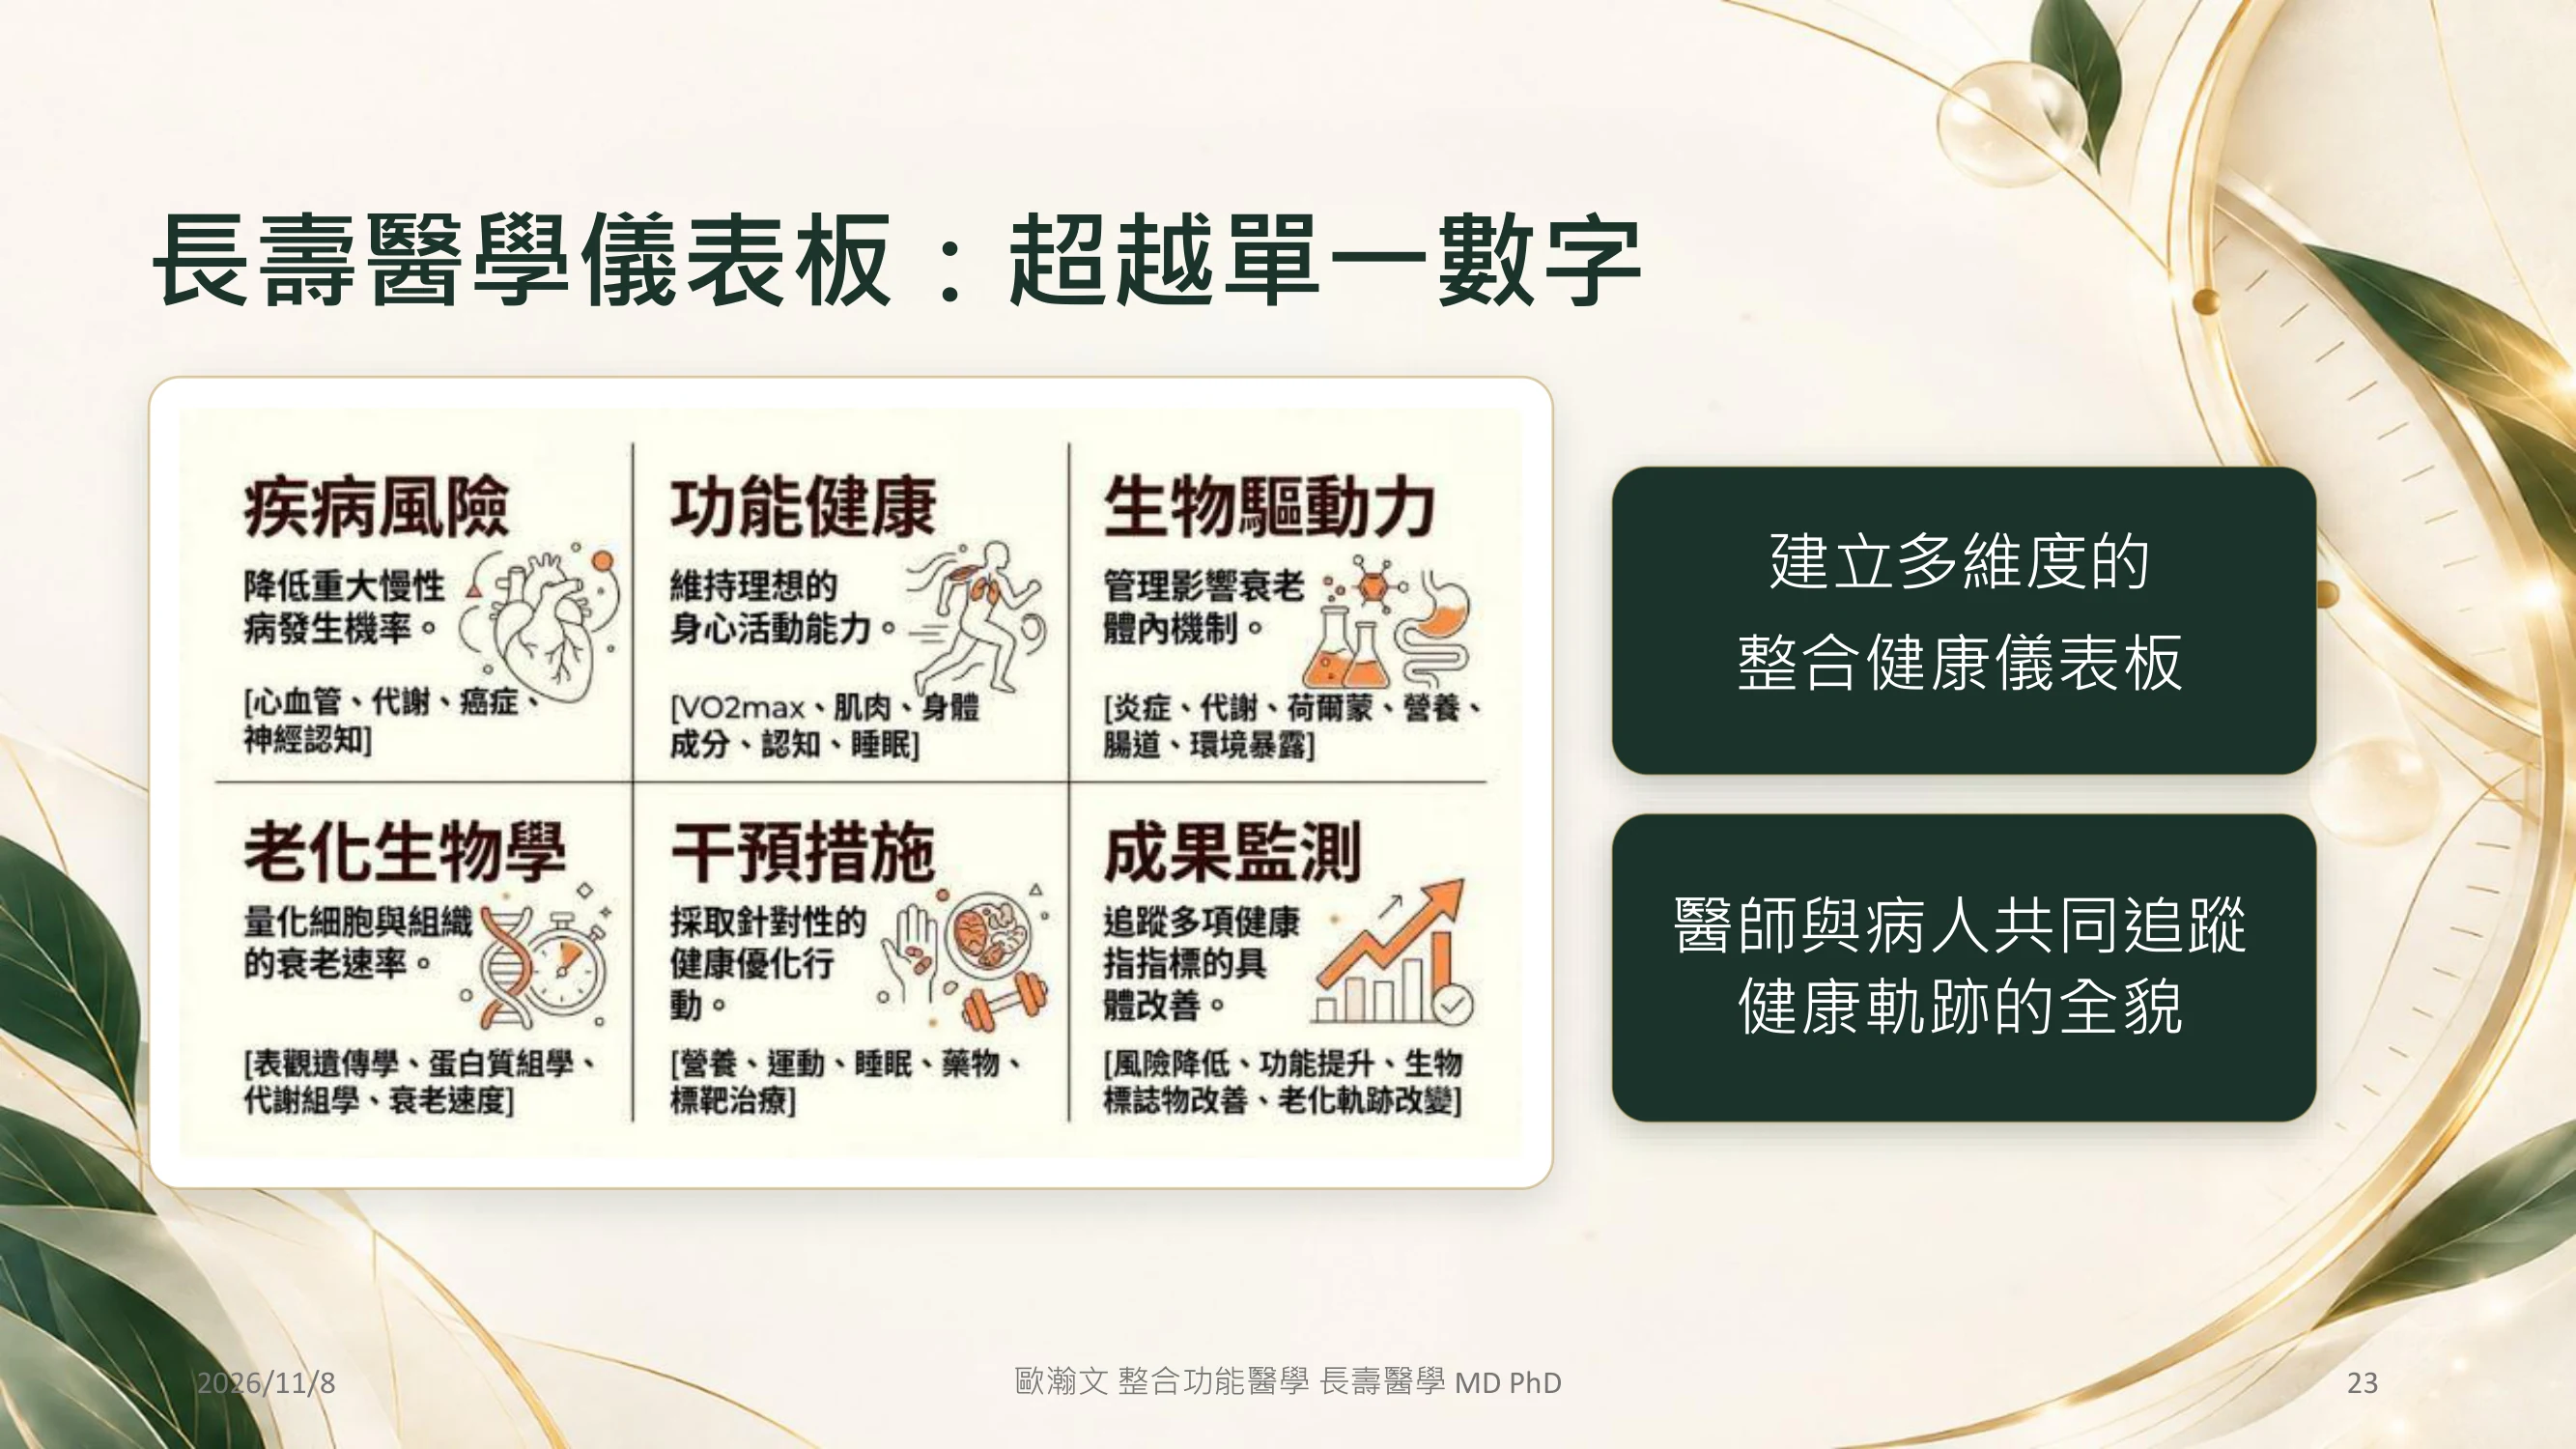 長壽醫學儀表板：超越單一數字
疾病風險
降低重大慢性
病發生機率。
[心血管、代謝、癌症、
神經認知]
功能健康
維持理想的
身心活動能力。
[VO2max、肌肉、身體
成分、認知、睡眠]
生物驅動力
管理影響衰老
體內機制。
[炎症、代謝、荷爾蒙、營養、
腸道、環境暴露]
老化生物學
量化細胞與組織
的衰老速率。
[表觀遺傳學、蛋白質組學、
代謝組學、衰老速度]
干預措施
採取針對性的
健康優化行
動。
[營養、運動、睡眠、藥物、
標靶治療]
成果監測
追蹤多項健康
指指標的具
體改善。
[風險降低、功能提升、生物
標誌物改善、老化軌跡改變]
建立多維度的
整合健康儀表板
醫師與病人共同追蹤
健康軌跡的全貌
2026/11/8
歐瀚文 整合功能醫學 長壽醫學 MD PhD
23